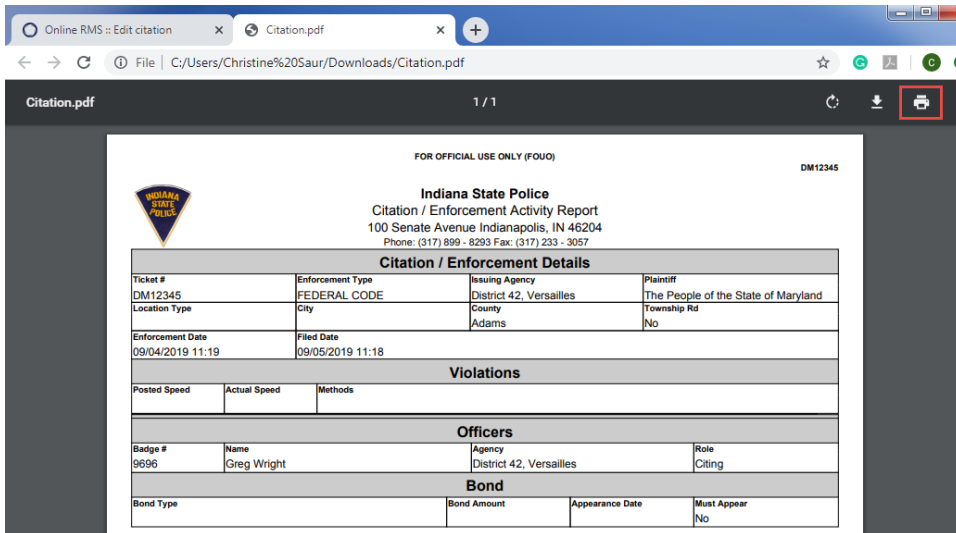 Online RMS :: Edit citation
Citation.pdf
File | C:/Users/Christine%20Saur/Downloads/Citation.pdf
G
C
Citation.pdf
1 / 1
FOR OFFICIAL USE ONLY (FOUO)
DM12345
INDIANA
STATE
POLICE
Indiana State Police
Citation / Enforcement Activity Report
100 Senate Avenue Indianapolis, IN 46204
Phone: (317) 899 - 8293 Fax: (317) 233 - 3057
Citation / Enforcement Details
Ticket # Enforcement Type Issuing Agency Plaintiff
DM12345 FEDERAL CODE District 42, Versailles The People of the State of Maryland
Location Type City County Township Rd
Adams No
Enforcement Date Filed Date
09/04/2019 11:19 09/05/2019 11:18
Violations
Posted Speed Actual Speed Methods
Officers
Badge # Name Agency Role
9696 Greg Wright District 42, Versailles Citing
Bond
Bond Type Bond Amount Appearance Date Must Appear
No